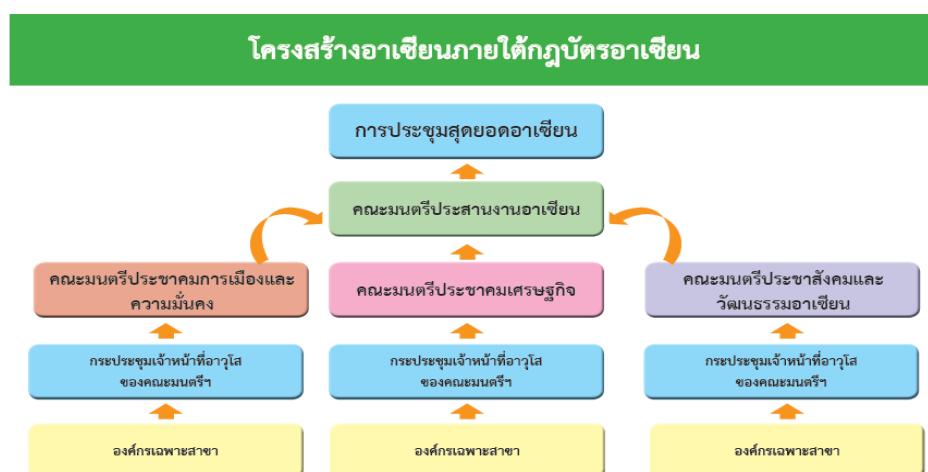 โครงสร้างอาเซียนภายใต้กฎบัตรอาเซียน
การประชุมสุดยอดอาเซียน
คณะมนตรีประสานงานอาเซียน
คณะมนตรีประชาคมการเมืองและ
ความมั่นคง
คณะมนตรีประชาคมเศรษฐกิจ
คณะมนตรีประชาสังคมและ
วัฒนธรรมอาเซียน
กระประชุมเจ้าหน้าที่อาวุโส
ของคณะมนตรีฯ
กระประชุมเจ้าหน้าที่อาวุโส
ของคณะมนตรีฯ
กระประชุมเจ้าหน้าที่อาวุโส
ของคณะมนตรีฯ
องค์กรเฉพาะสาขา
องค์กรเฉพาะสาขา
องค์กรเฉพาะสาขา